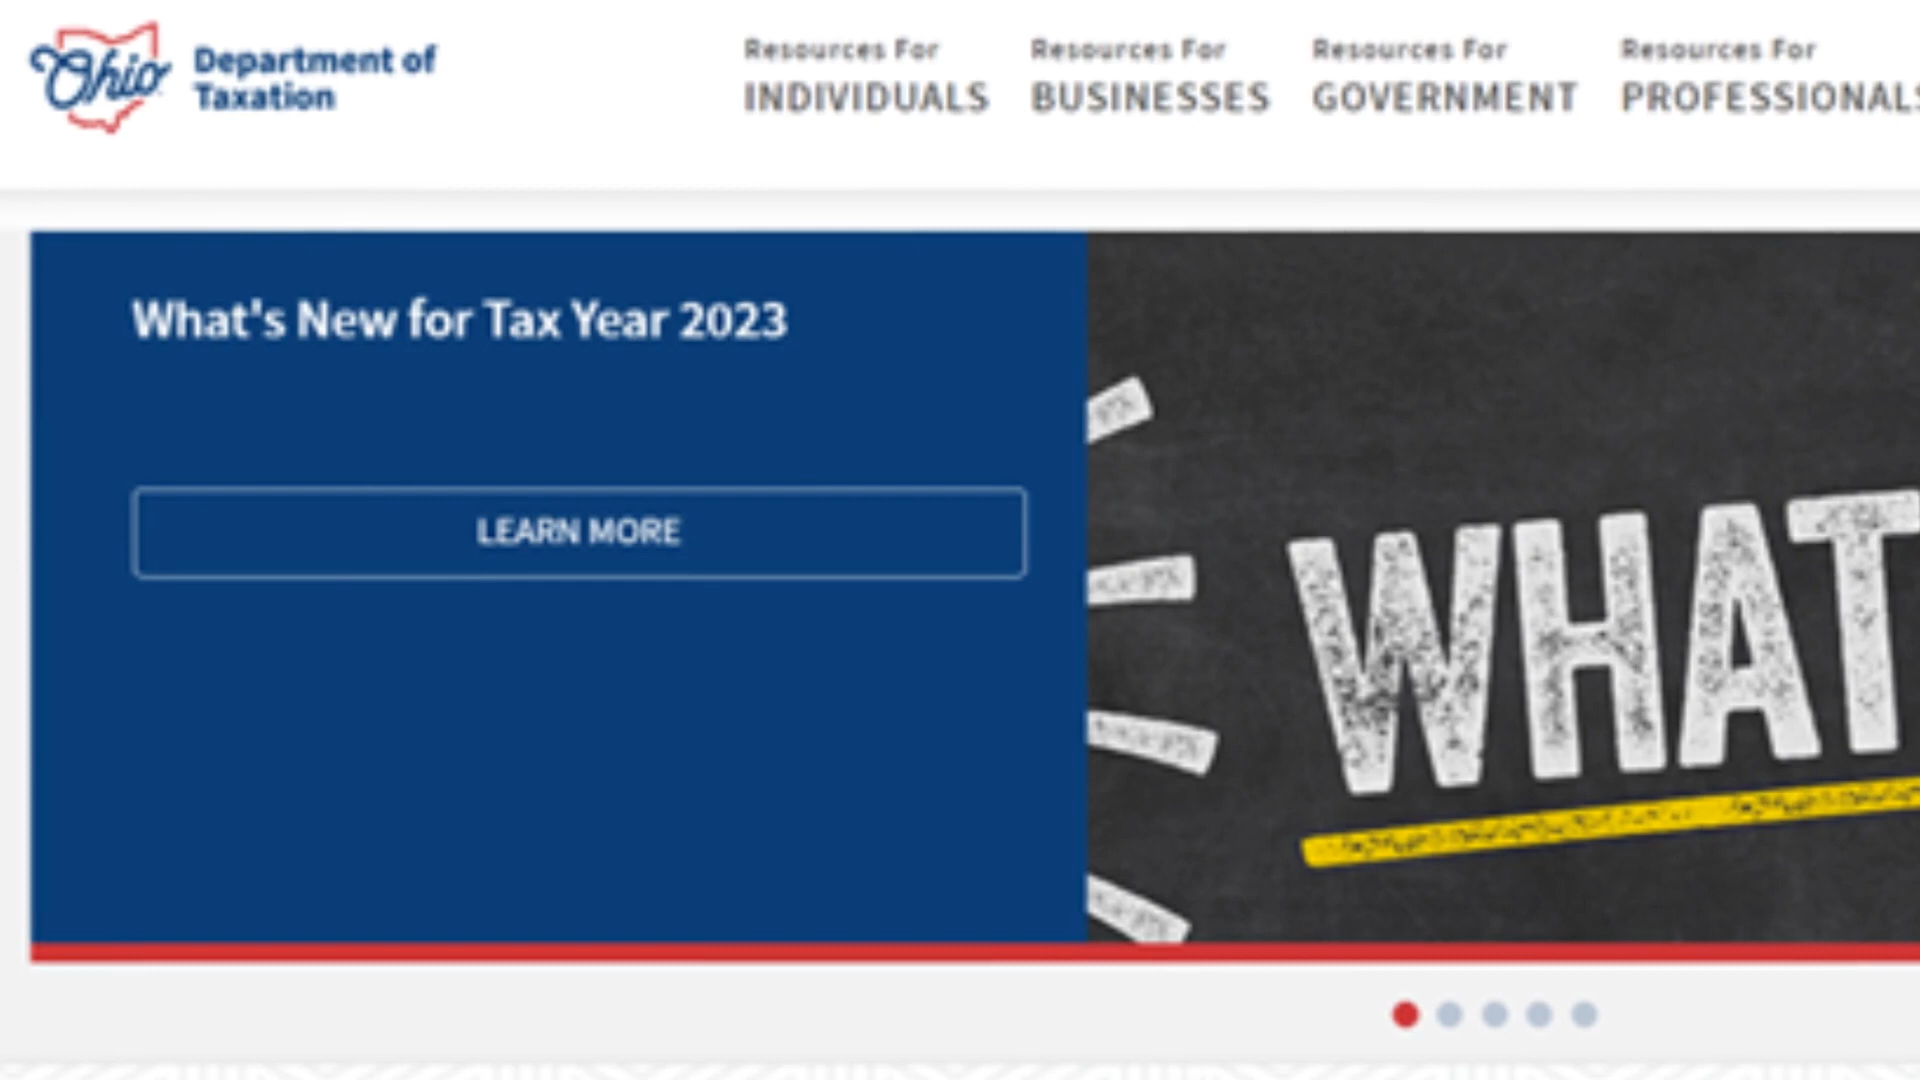 Ohio
Department of
Taxation
Resources For
INDIVIDUALS
Resources For
BUSINESSES
Resources For
GOVERNMENT
Resources For
PROFESSIONALS
What's New for Tax Year 2023
LEARN MORE
WHAT